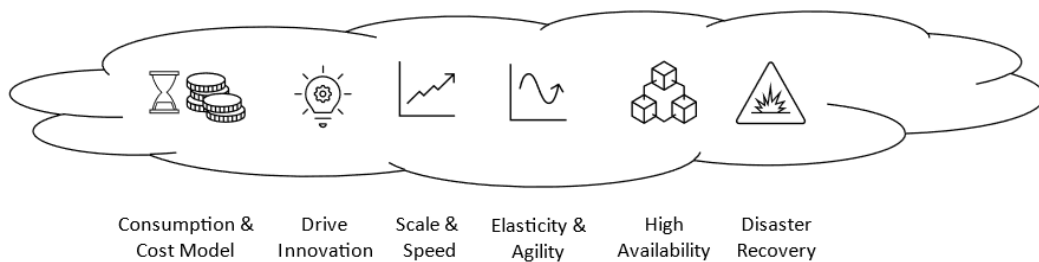 Consumption &
Cost Model
Drive
Innovation
Scale &
Speed
Elasticity &
Agility
High
Availability
Disaster
Recovery